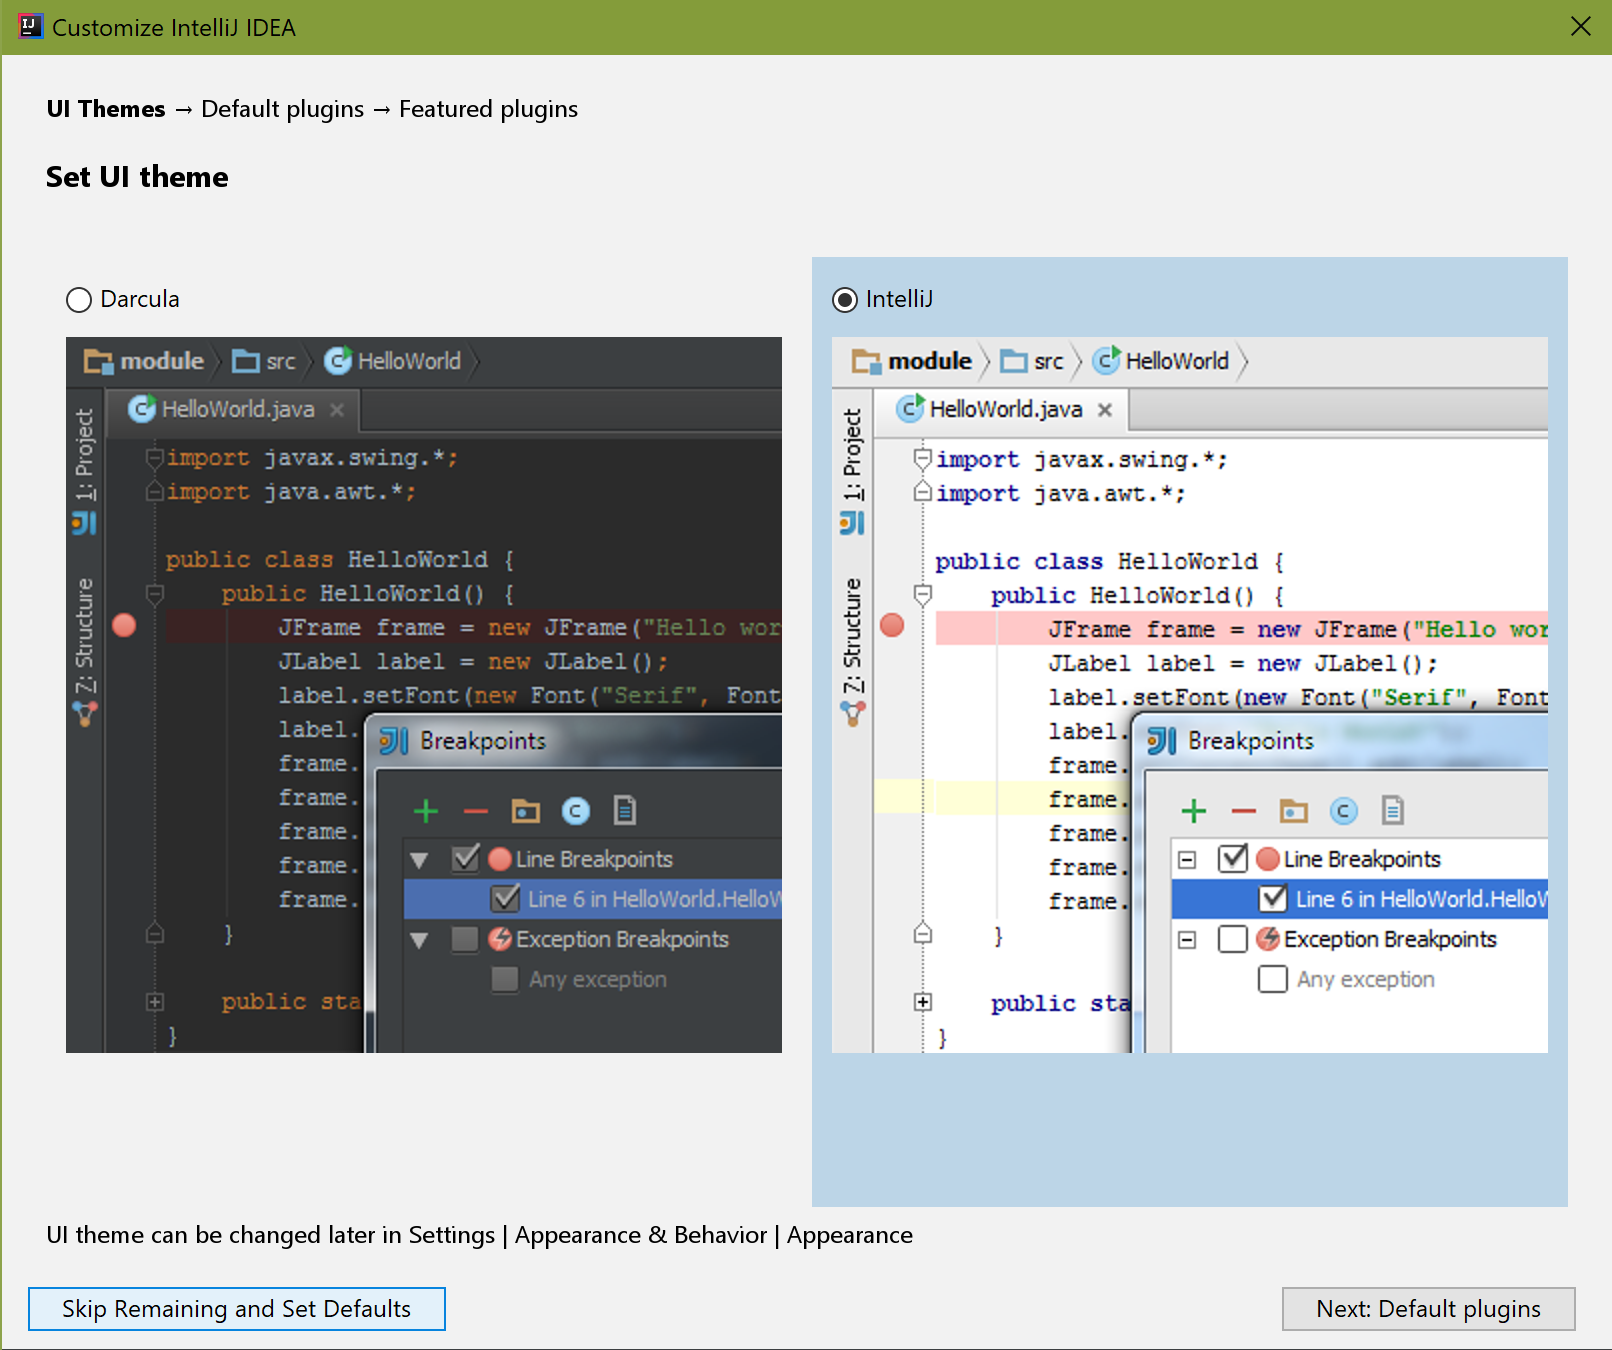 Customize IntelliJ IDEA
UI Themes → Default plugins → Featured plugins
Set UI theme
Darcula
module src HelloWorld
HelloWorld.java
1: Project
7: Structure
import javax.swing.*;
import java.awt.*;
public class HelloWorld {
public HelloWorld() {
JFrame frame = new JFrame("Hello wor
JLabel label = new JLabel();
label.setFont(new Font("Serif", Font
label.
frame.
frame.
frame.
frame.
frame.
}
public sta
}
Breakpoints
Line Breakpoints
Line 6 in HelloWorld.HelloW
Exception Breakpoints
Any exception
IntelliJ
module src HelloWorld
HelloWorld.java
1: Project
7: Structure
import javax.swing.*;
import java.awt.*;
public class HelloWorld {
public HelloWorld() {
JFrame frame = new JFrame("Hello wor
JLabel label = new JLabel();
label.setFont(new Font("Serif", Font
label.
frame.
frame.
frame.
frame.
frame.
}
public sta
}
Breakpoints
Line Breakpoints
Line 6 in HelloWorld.HelloW
Exception Breakpoints
Any exception
UI theme can be changed later in Settings | Appearance & Behavior | Appearance
Skip Remaining and Set Defaults
Next: Default plugins